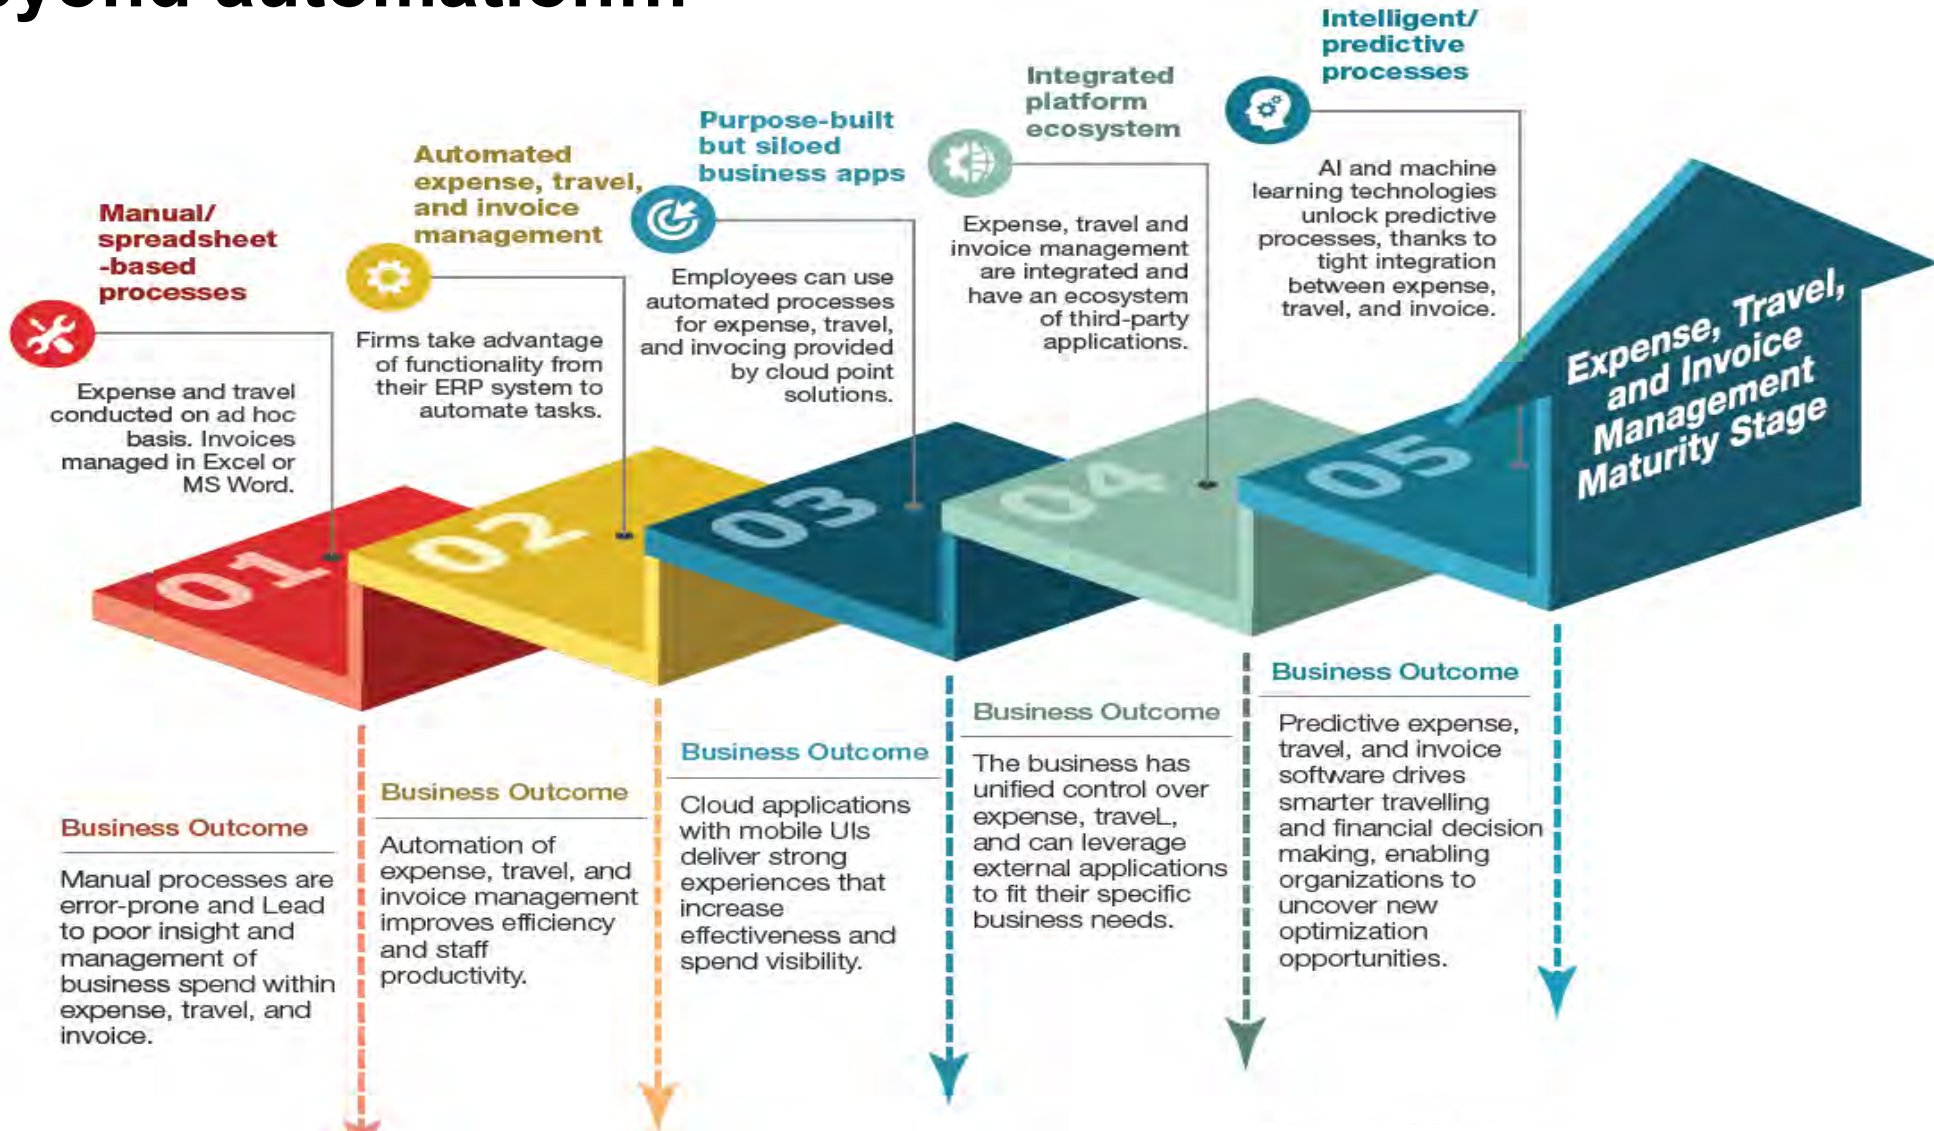 yond automation...
Manual/
spreadsheet
-based
processes
Expense and travel
conducted on ad hoc
basis. Invoices
managed in Excel or
MS Word.
Automated
expense, travel,
and invoice
management
Firms take advantage
of functionality from
their ERP system to
automate tasks.
Purpose-built
but siloed
business apps
Employees can use
automated processes
for expense, travel,
and invocing provided
by cloud point
solutions.
Integrated
platform
ecosystem
Expense, travel and
invoice management
are integrated and
have an ecosystem
of third-party
applications.
Intelligent/
predictive
processes
AI and machine
learning technologies
unlock predictive
processes, thanks to
tight integration
between expense,
travel, and invoice.
01
02
03
04
05
Expense, Travel,
and Invoice
Management
Maturity Stage
Business Outcome
Manual processes are
error-prone and Lead
to poor insight and
management of
business spend within
expense, travel, and
invoice.
Business Outcome
Automation of
expense, travel, and
invoice management
improves efficiency
and staff
productivity.
Business Outcome
Cloud applications
with mobile UIs
deliver strong
experiences that
increase
effectiveness and
spend visibility.
Business Outcome
The business has
unified control over
expense, traveL,
and can leverage
external applications
to fit their specific
business needs.
Business Outcome
Predictive expense,
travel, and invoice
software drives
smarter travelling
and financial decision
making, enabling
organizations to
uncover new
optimization
opportunities.